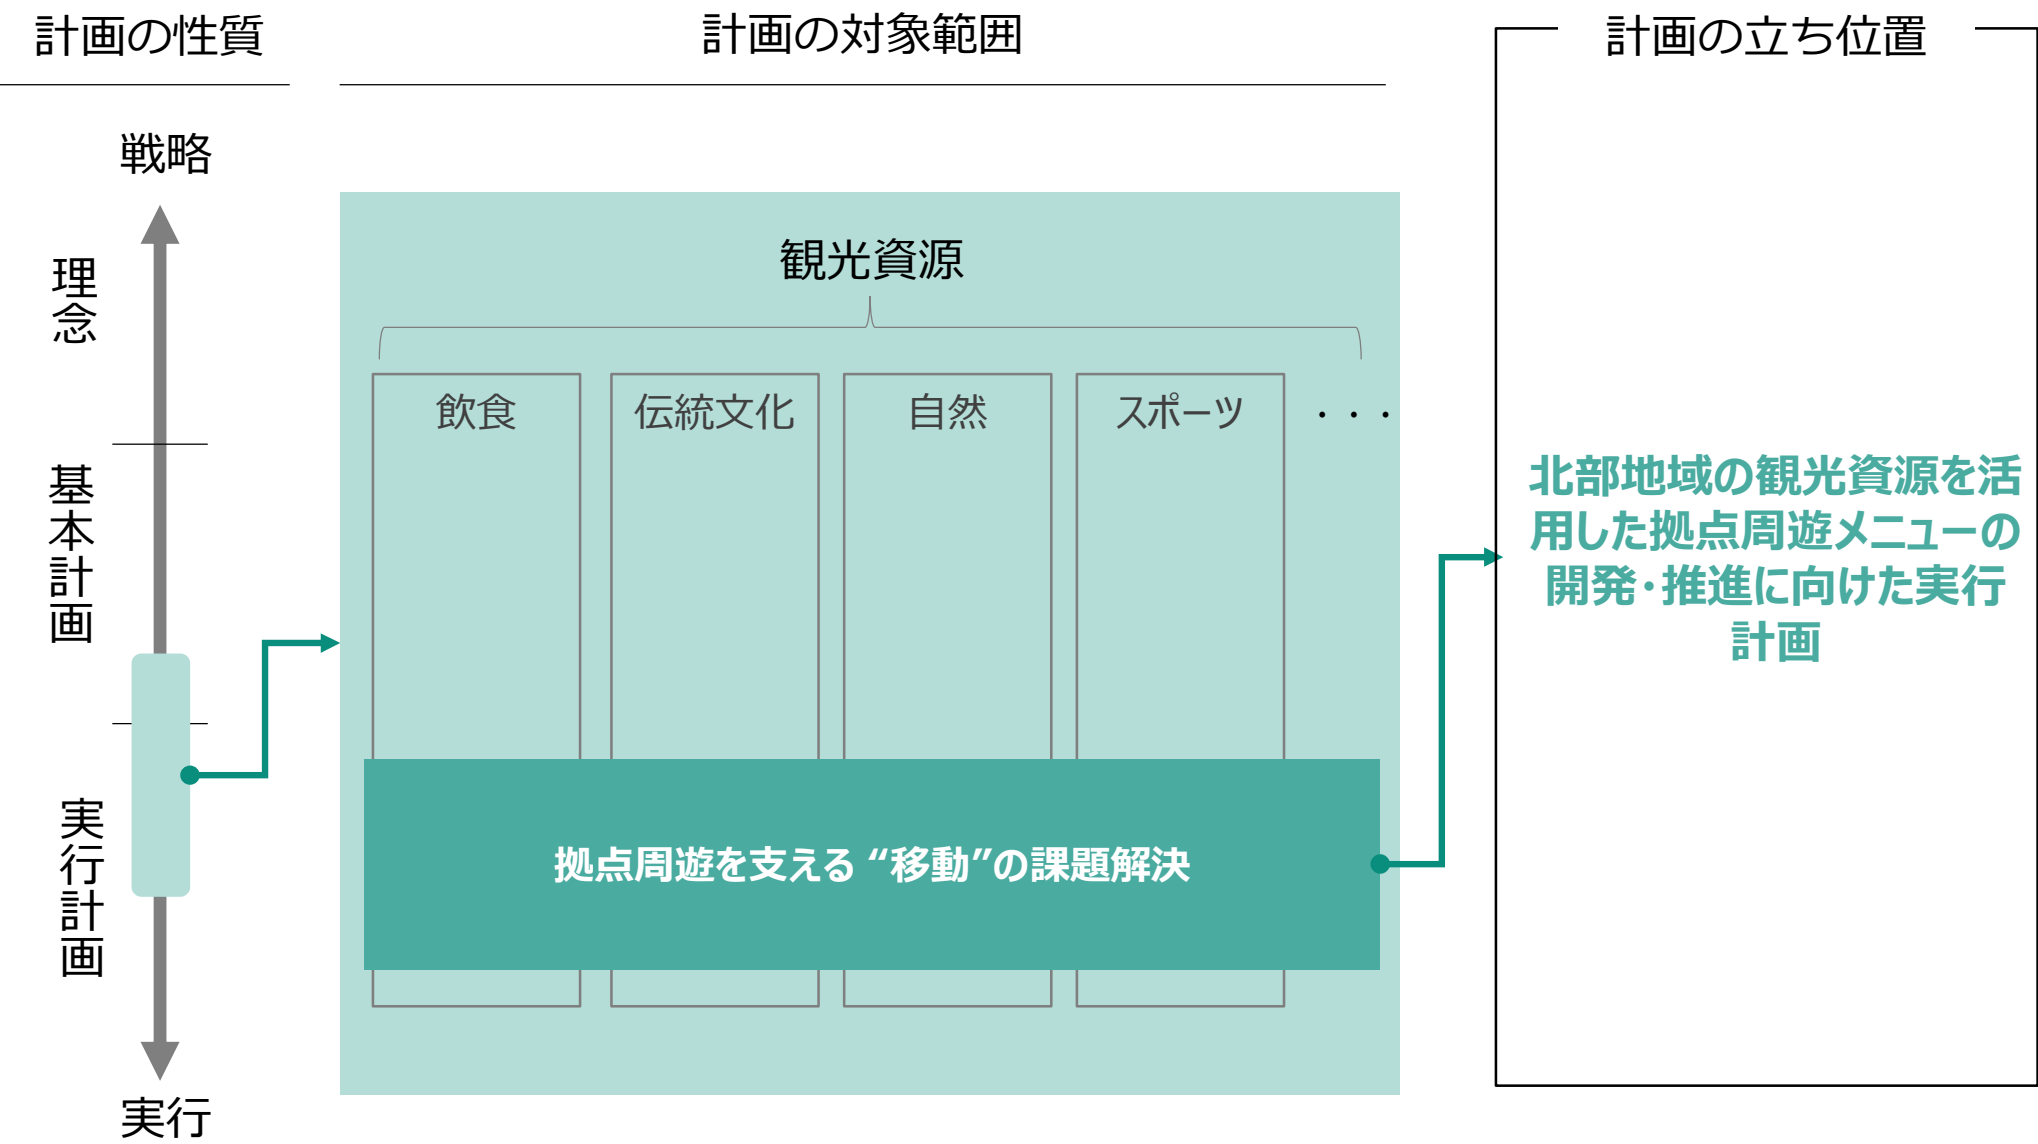 計画の性質
計画の対象範囲
計画の立ち位置
戦略
理念
基本計画
実行計画
実行
観光資源
飲食
伝統文化
自然
スポーツ
・・・
拠点周遊を支える “移動”の課題解決
北部地域の観光資源を活
用した拠点周遊メニューの
開発・推進に向けた実行
計画